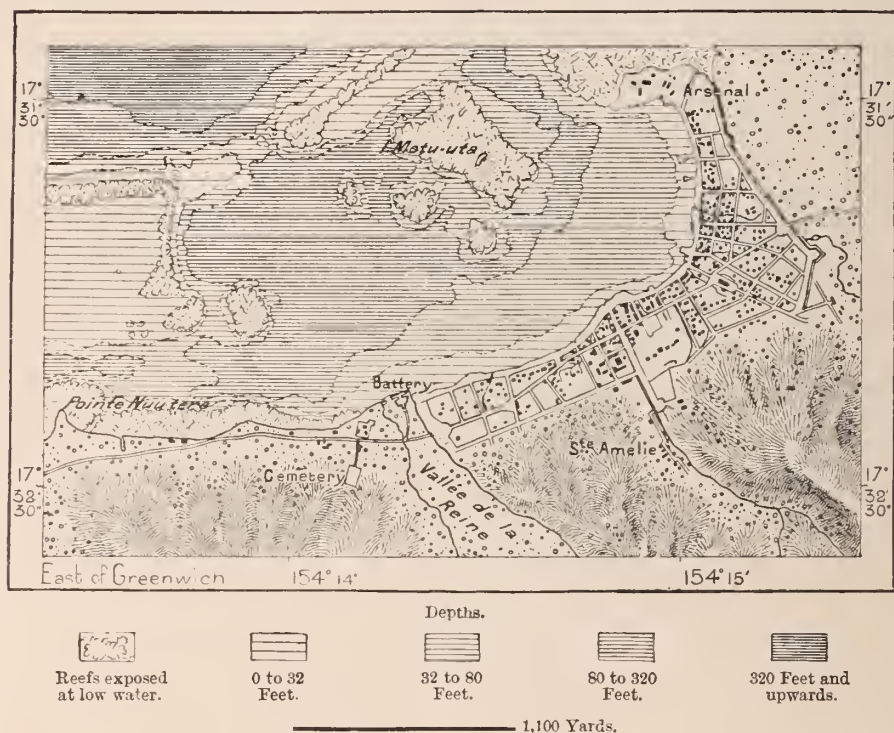 17°
31'
30"
17°
31'
30"
Arsenal
I Motu-uta
Battery
Pointe Nuutere
Ste Amelie
Cemetery
Vallée de la Reine
17°
32'
30"
17°
32'
30"
East of Greenwich
154° 14'
154° 15'
Depths.
Reefs exposed
at low water.
0 to 32
Feet.
32 to 80
Feet.
80 to 320
Feet.
320 Feet and
upwards.
1,100 Yards.